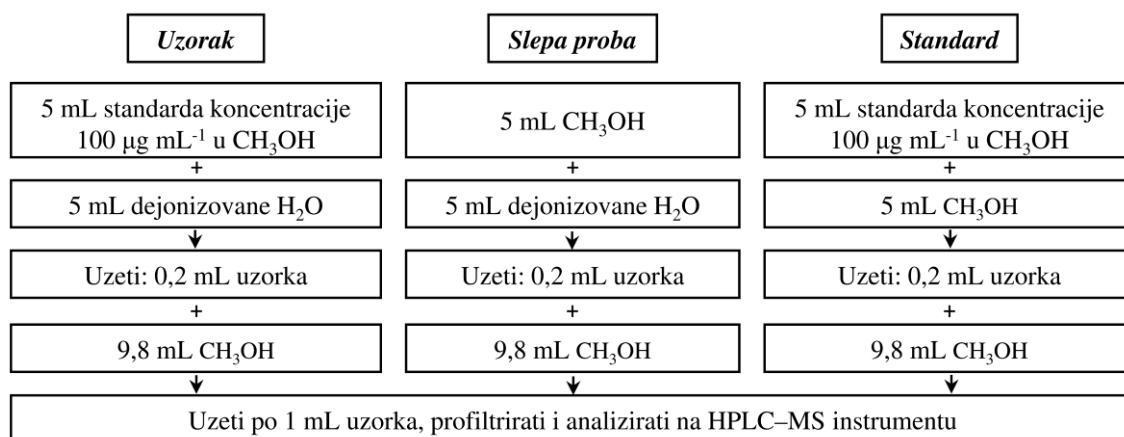 Uzorak
Slepa proba
Standard
5 mL standarda koncentracije
100 μg mL⁻¹ u CH₃OH
5 mL CH₃OH
5 mL standarda koncentracije
100 μg mL⁻¹ u CH₃OH
+
+
+
5 mL dejonizovane H₂O
5 mL dejonizovane H₂O
5 mL CH₃OH
Uzeti: 0,2 mL uzorka
Uzeti: 0,2 mL uzorka
Uzeti: 0,2 mL uzorka
+
+
+
9,8 mL CH₃OH
9,8 mL CH₃OH
9,8 mL CH₃OH
Uzeti po 1 mL uzorka, profiltrirati i analizirati na HPLC–MS instrumentu